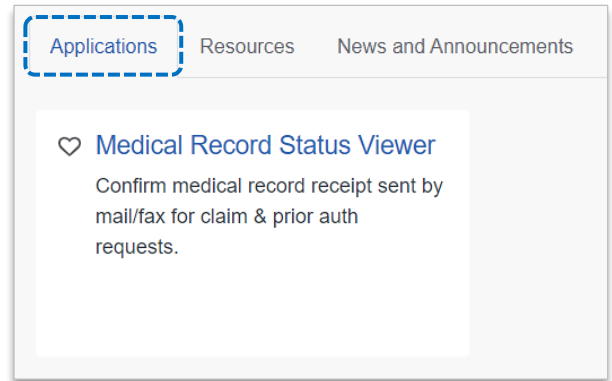 Applications Resources News and Announcements
Medical Record Status Viewer
Confirm medical record receipt sent by
mail/fax for claim & prior auth
requests.